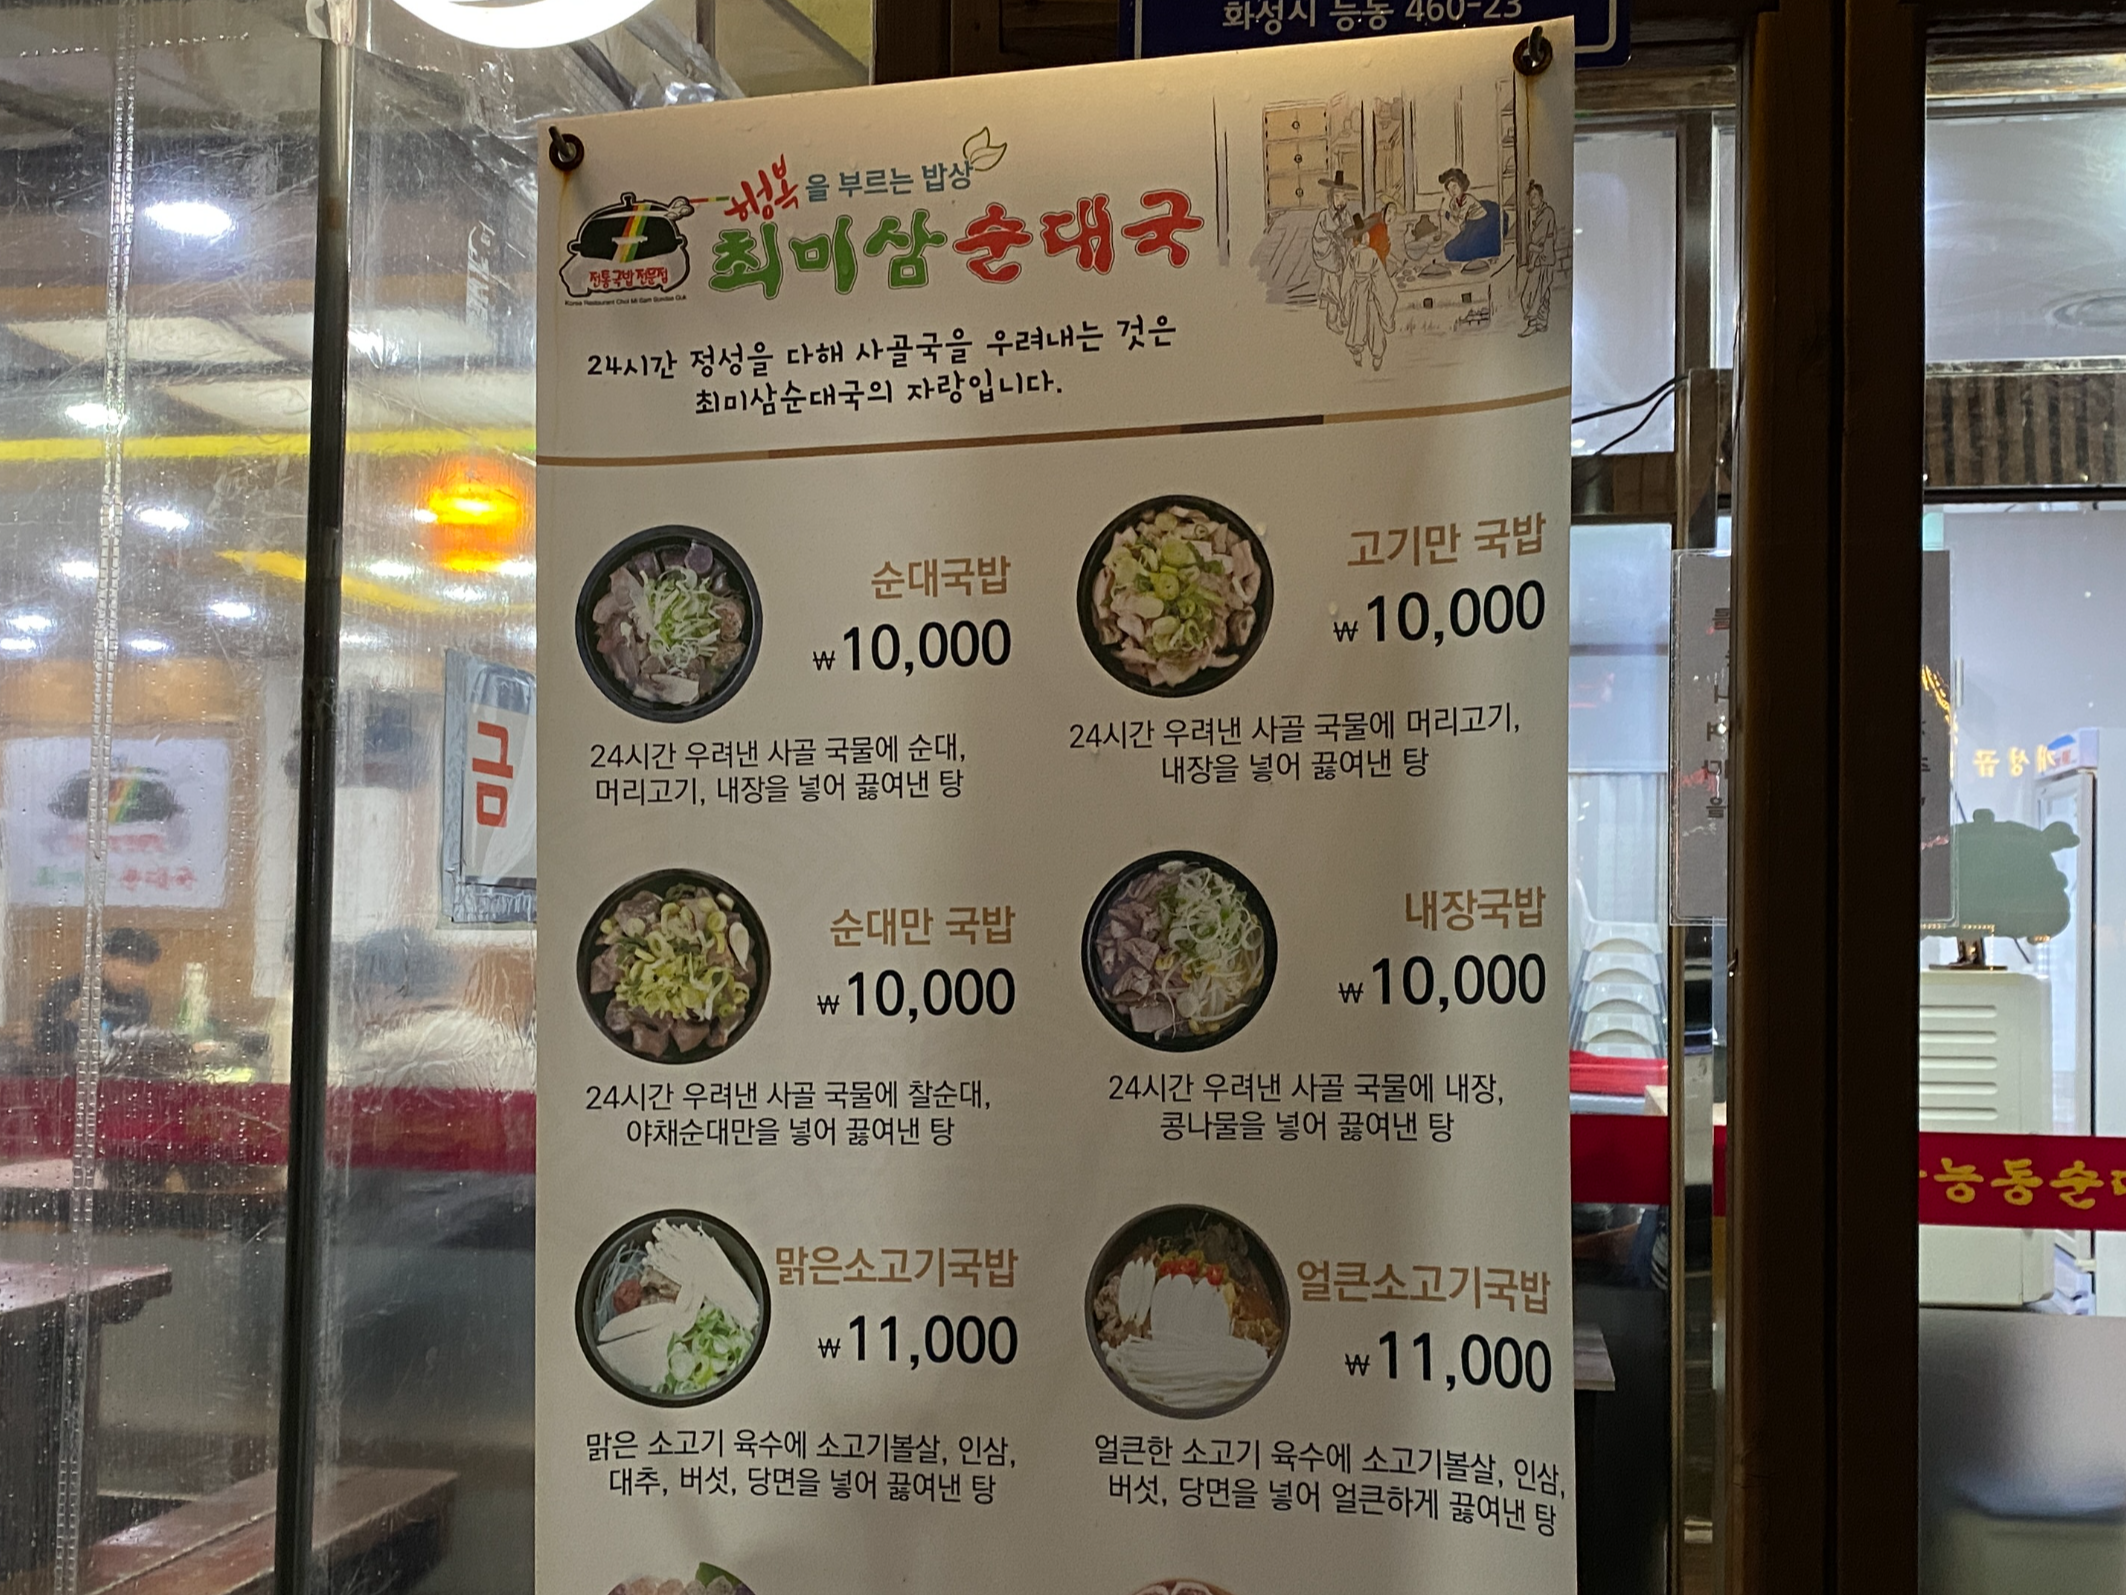 화성시 능동 460-23
행복을 부르는 밥상
최미삼순대국
전통국밥전문점
Korea Restaurant Choi Mi Sam Sundae Guk
24시간 정성을 다해 사골국을 우려내는 것은
최미삼순대국의 자랑입니다.
순대국밥
₩10,000
24시간 우려낸 사골 국물에 순대,
머리고기, 내장을 넣어 끓여낸 탕
고기만 국밥
₩10,000
24시간 우려낸 사골 국물에 머리고기,
내장을 넣어 끓여낸 탕
순대만 국밥
₩10,000
24시간 우려낸 사골 국물에 찰순대,
야채순대만을 넣어 끓여낸 탕
내장국밥
₩10,000
24시간 우려낸 사골 국물에 내장,
콩나물을 넣어 끓여낸 탕
맑은소고기국밥
₩11,000
맑은 소고기 육수에 소고기볼살, 인삼,
대추, 버섯, 당면을 넣어 끓여낸 탕
얼큰소고기국밥
₩11,000
얼큰한 소고기 육수에 소고기볼살, 인삼,
버섯, 당면을 넣어 얼큰하게 끓여낸 탕
금